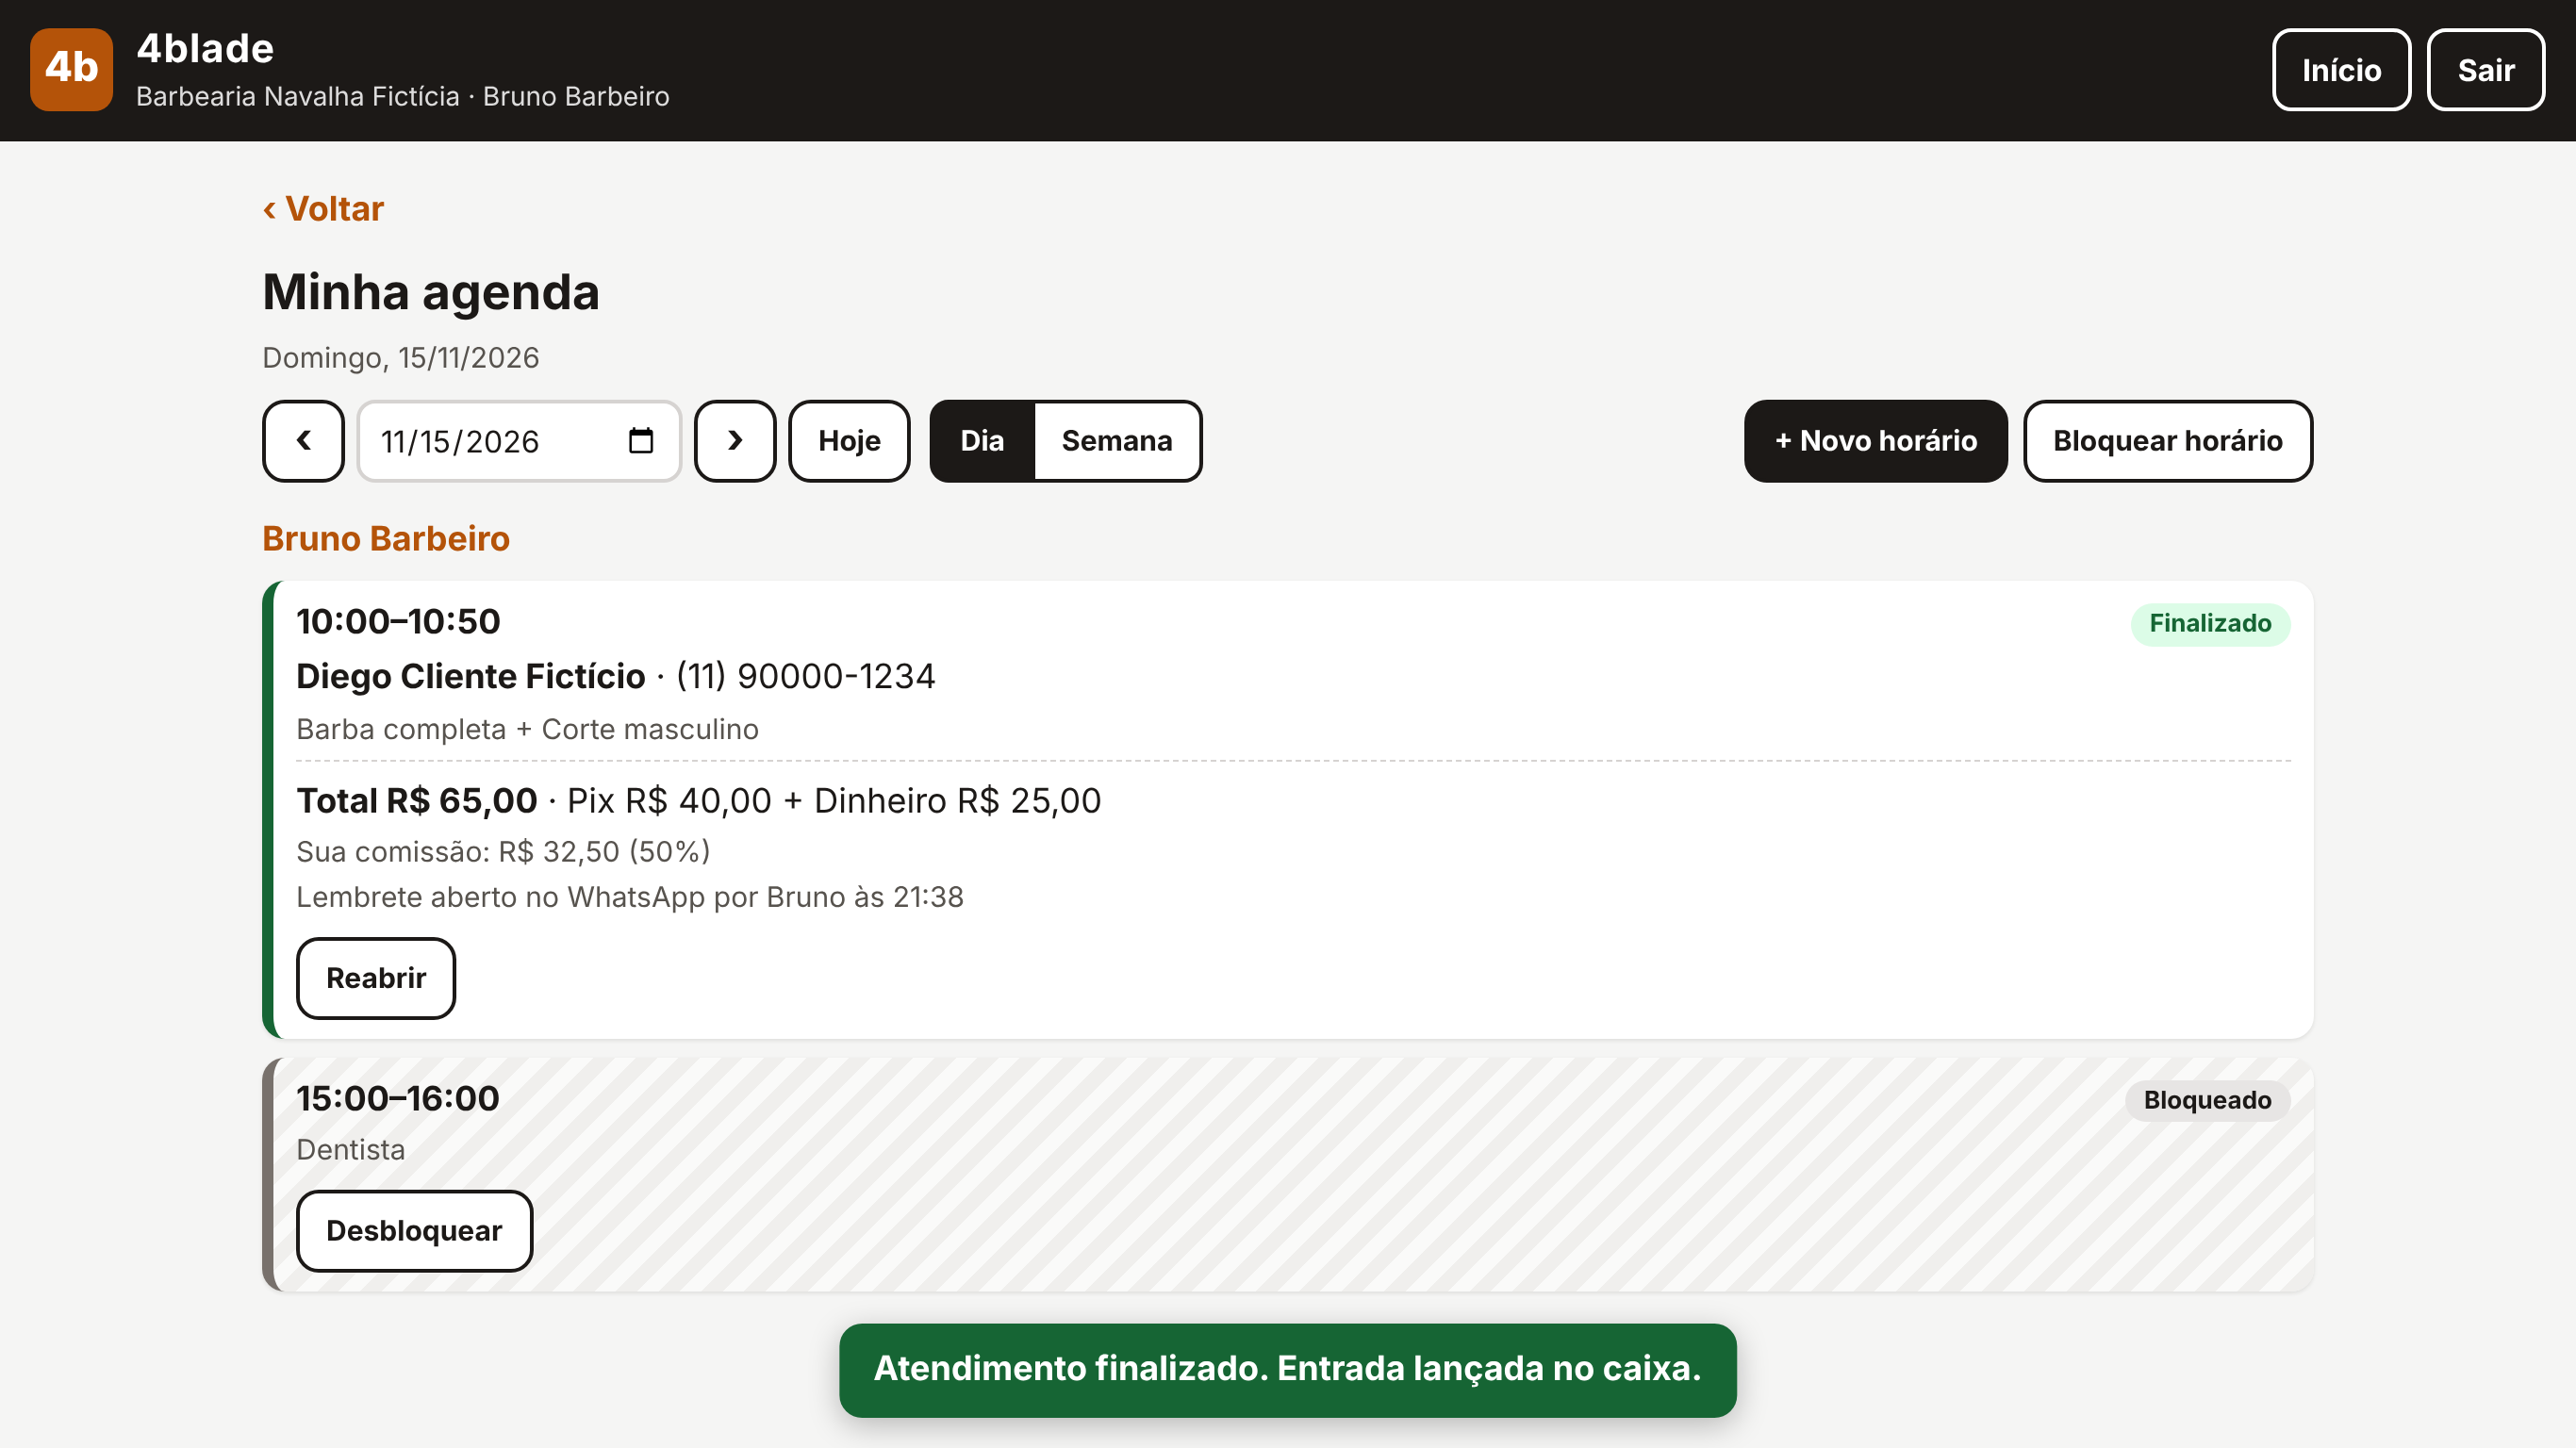 4b
4blade
Barbearia Navalha Fictícia · Bruno Barbeiro
Início
Sair
‹ Voltar
Minha agenda
Domingo, 15/11/2026
‹
11/15/2026
›
Hoje
Dia
Semana
+ Novo horário
Bloquear horário
Bruno Barbeiro
10:00–10:50
Finalizado
Diego Cliente Fictício · (11) 90000-1234
Barba completa + Corte masculino
Total R$ 65,00 · Pix R$ 40,00 + Dinheiro R$ 25,00
Sua comissão: R$ 32,50 (50%)
Lembrete aberto no WhatsApp por Bruno às 21:38
Reabrir
15:00–16:00
Bloqueado
Dentista
Desbloquear
Atendimento finalizado. Entrada lançada no caixa.